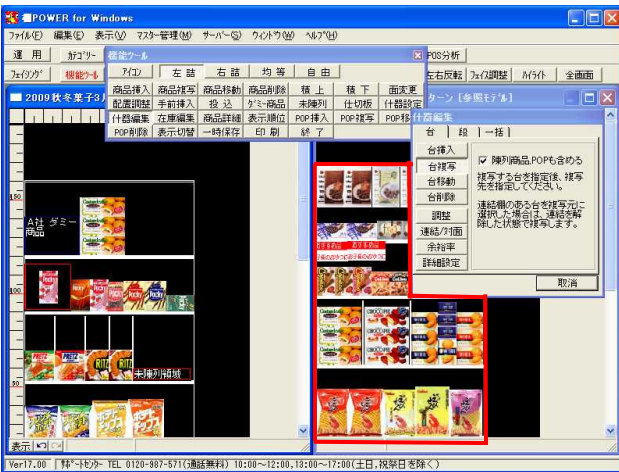 棚POWER for Windows
ファイル(F) 編集(E) 表示(V) マスター管理(M) サーバー(S) ウィンドウ(W) ヘルプ(H)
運 用 カテゴリー 機能ツール POS分析
フェイシング 機能ツール アイコン 左 詰 右 詰 均 等 自 由 左右反転 フェイス調整 ハイライト 全画面
商品挿入 商品複写 商品移動 商品削除 積 上 積 下 面変更
2009秋冬菓子3 ターン [参照モデル]
配置調整 手前挿入 投 込 ダミー商品 未陳列 仕切板 什器設定
什器編集 在庫編集 商品詳細 表示順位 POP挿入 POP複写 POP移
POP削除 表示切替 一時保存 印 刷 終 了
什器編集
台 段 一括
台挿入
台複写
台移動
台削除
調整
連結/対面
余裕率
詳細設定
陳列商品,POPも含める
複写する台を指定後、複写
先を指定してください。
連結棚のある台を複写元に
選択した場合は、連結を解
除した状態で複写します。
取消
150
A社 ダミー
商品
100
未陳列領域
50
表示
Ver17.00 サポートセンター TEL 0120-987-571(通話無料) 10:00～12:00,13:00～17:00(土日,祝祭日を除く)